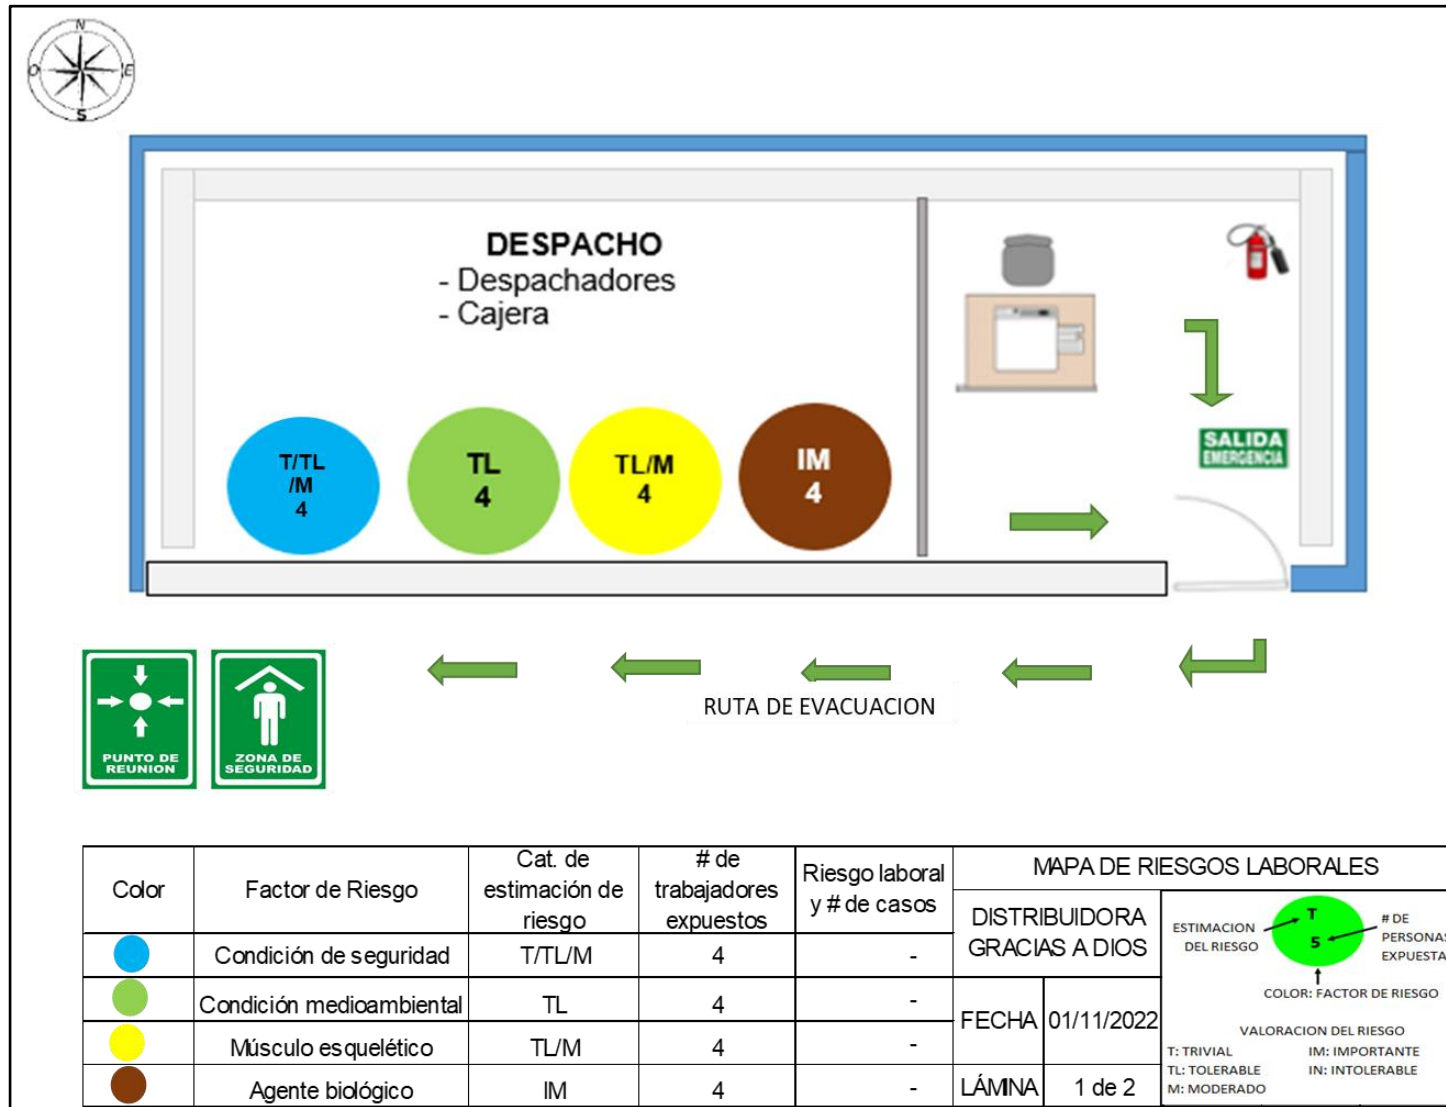 N
O
E
S
DESPACHO
- Despachadores
- Cajera
T/TL
/M
4
TL
4
TL/M
4
IM
4
SALIDA
EMERGENCIA
PUNTO DE
REUNION
ZONA DE
SEGURIDAD
RUTA DE EVACUACION
Color
Factor de Riesgo
Cat. de
estimación de
riesgo
# de
trabajadores
expuestos
Riesgo laboral
y # de casos
Condición de seguridad
T/TL/M
4
-
Condición medioambiental
TL
4
-
Músculo esquelético
TL/M
4
-
Agente biológico
IM
4
-
MAPA DE RIESGOS LABORALES
DISTRIBUIDORA
GRACIAS A DIOS
FECHA
01/11/2022
LÁMINA
1 de 2
ESTIMACION
DEL RIESGO
T
5
# DE
PERSONAS
EXPUESTA
COLOR: FACTOR DE RIESGO
VALORACION DEL RIESGO
T: TRIVIAL
IM: IMPORTANTE
TL: TOLERABLE
IN: INTOLERABLE
M: MODERADO